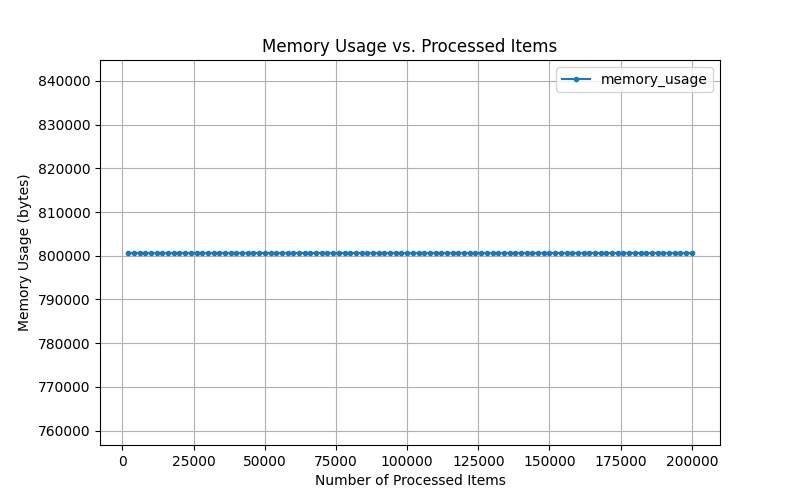 Memory Usage vs. Processed Items
memory_usage
Memory Usage (bytes)
840000
830000
820000
810000
800000
790000
780000
770000
760000
0 25000 50000 75000 100000 125000 150000 175000 200000
Number of Processed Items